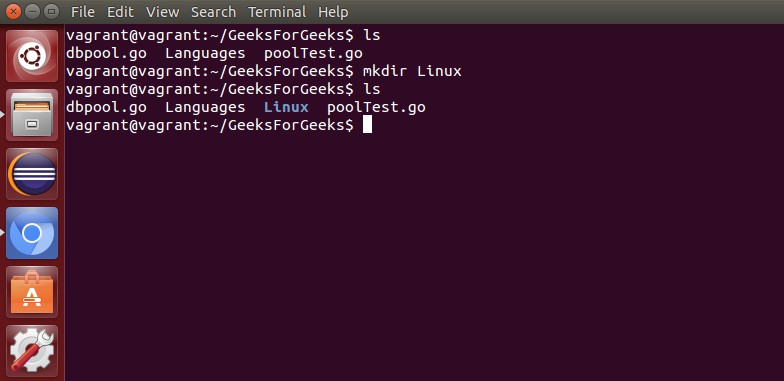 File Edit View Search Terminal Help
vagrant@vagrant:~/GeeksForGeeks$ ls
dbpool.go  Languages  poolTest.go
vagrant@vagrant:~/GeeksForGeeks$ mkdir Linux
vagrant@vagrant:~/GeeksForGeeks$ ls
dbpool.go  Languages  Linux  poolTest.go
vagrant@vagrant:~/GeeksForGeeks$